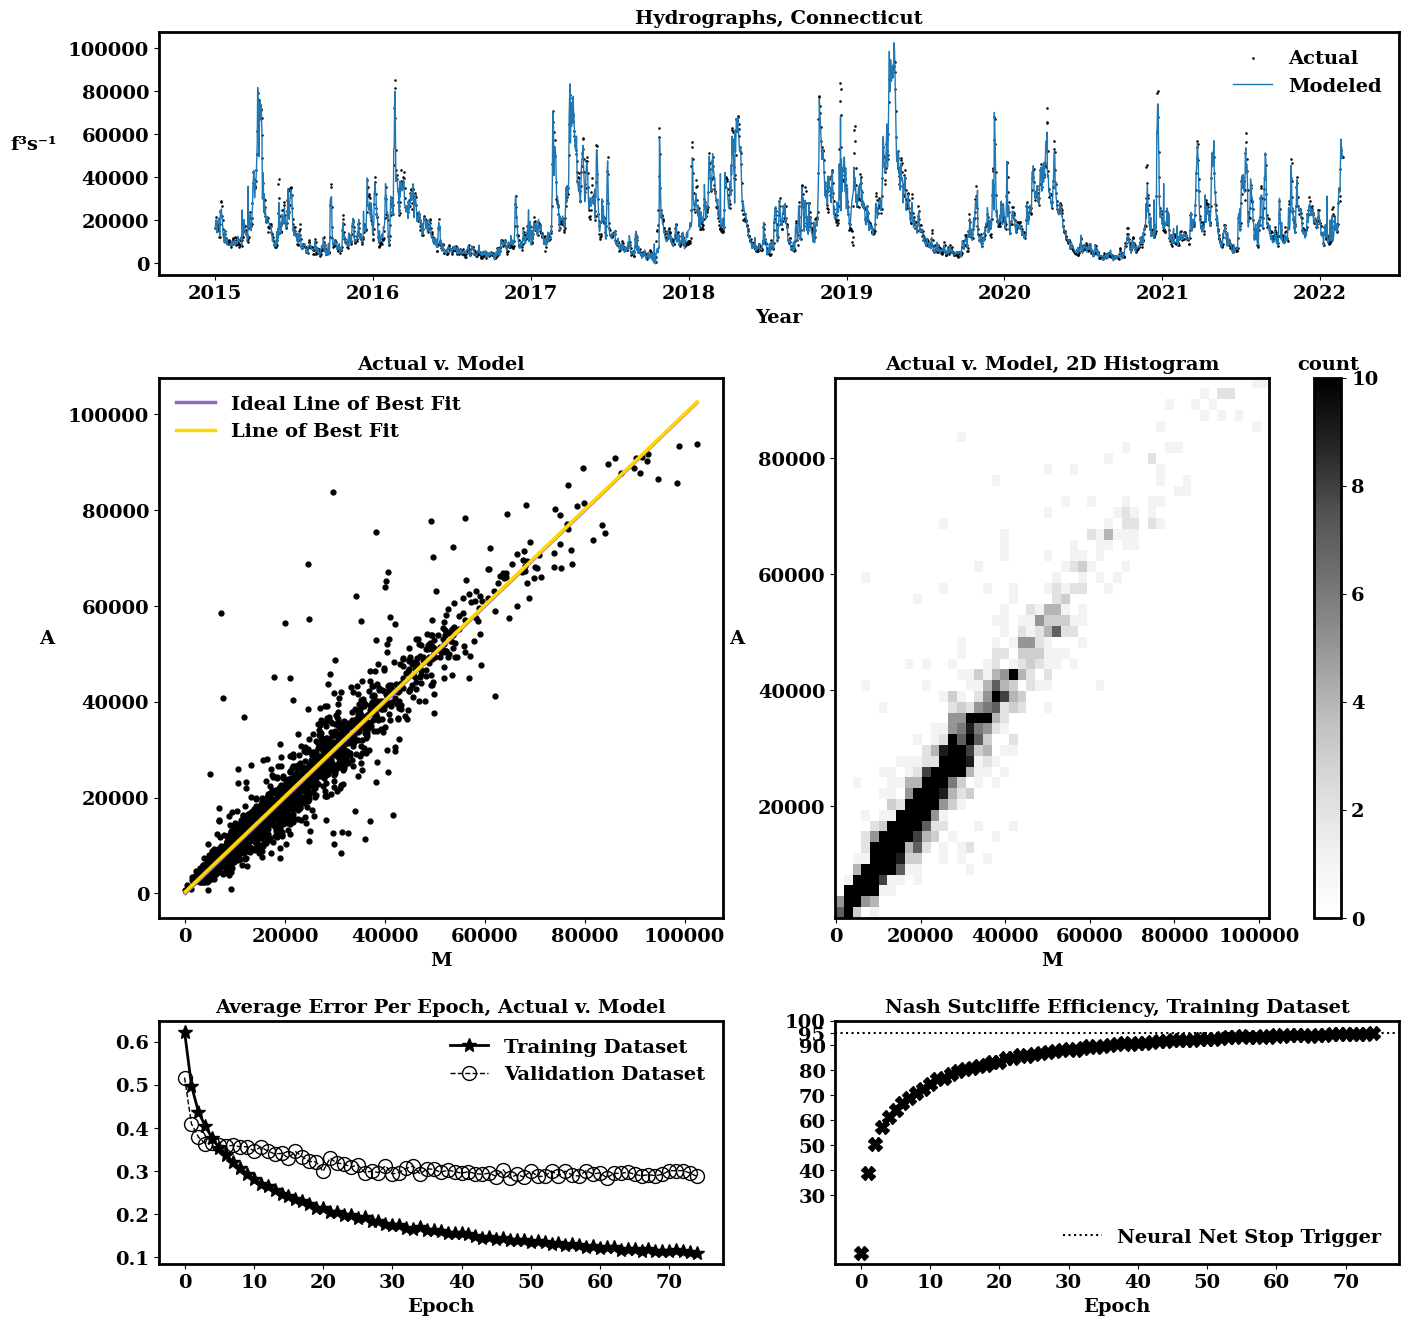 Hydrographs, Connecticut
100000
80000
60000
40000
20000
0
f³s⁻¹
Actual
Modeled
2015 2016 2017 2018 2019 2020 2021 2022
Year
Actual v. Model
100000
80000
60000
40000
20000
0
A
Ideal Line of Best Fit
Line of Best Fit
0 20000 40000 60000 80000 100000
M
Actual v. Model, 2D Histogram
80000
60000
40000
20000
A
0 20000 40000 60000 80000 100000
M
count
10
8
6
4
2
0
Average Error Per Epoch, Actual v. Model
0.6
0.5
0.4
0.3
0.2
0.1
Training Dataset
Validation Dataset
0 10 20 30 40 50 60 70
Epoch
Nash Sutcliffe Efficiency, Training Dataset
100
95
90
80
70
60
50
40
30
Neural Net Stop Trigger
0 10 20 30 40 50 60 70
Epoch